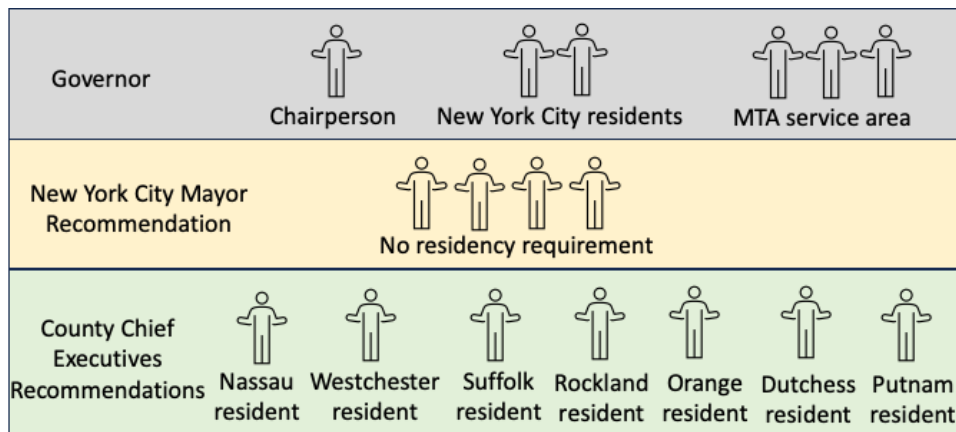 Governor
Chairperson
New York City residents
MTA service area
New York City Mayor
Recommendation
No residency requirement
County Chief
Executives
Recommendations
Nassau
resident
Westchester
resident
Suffolk
resident
Rockland
resident
Orange
resident
Dutchess
resident
Putnam
resident